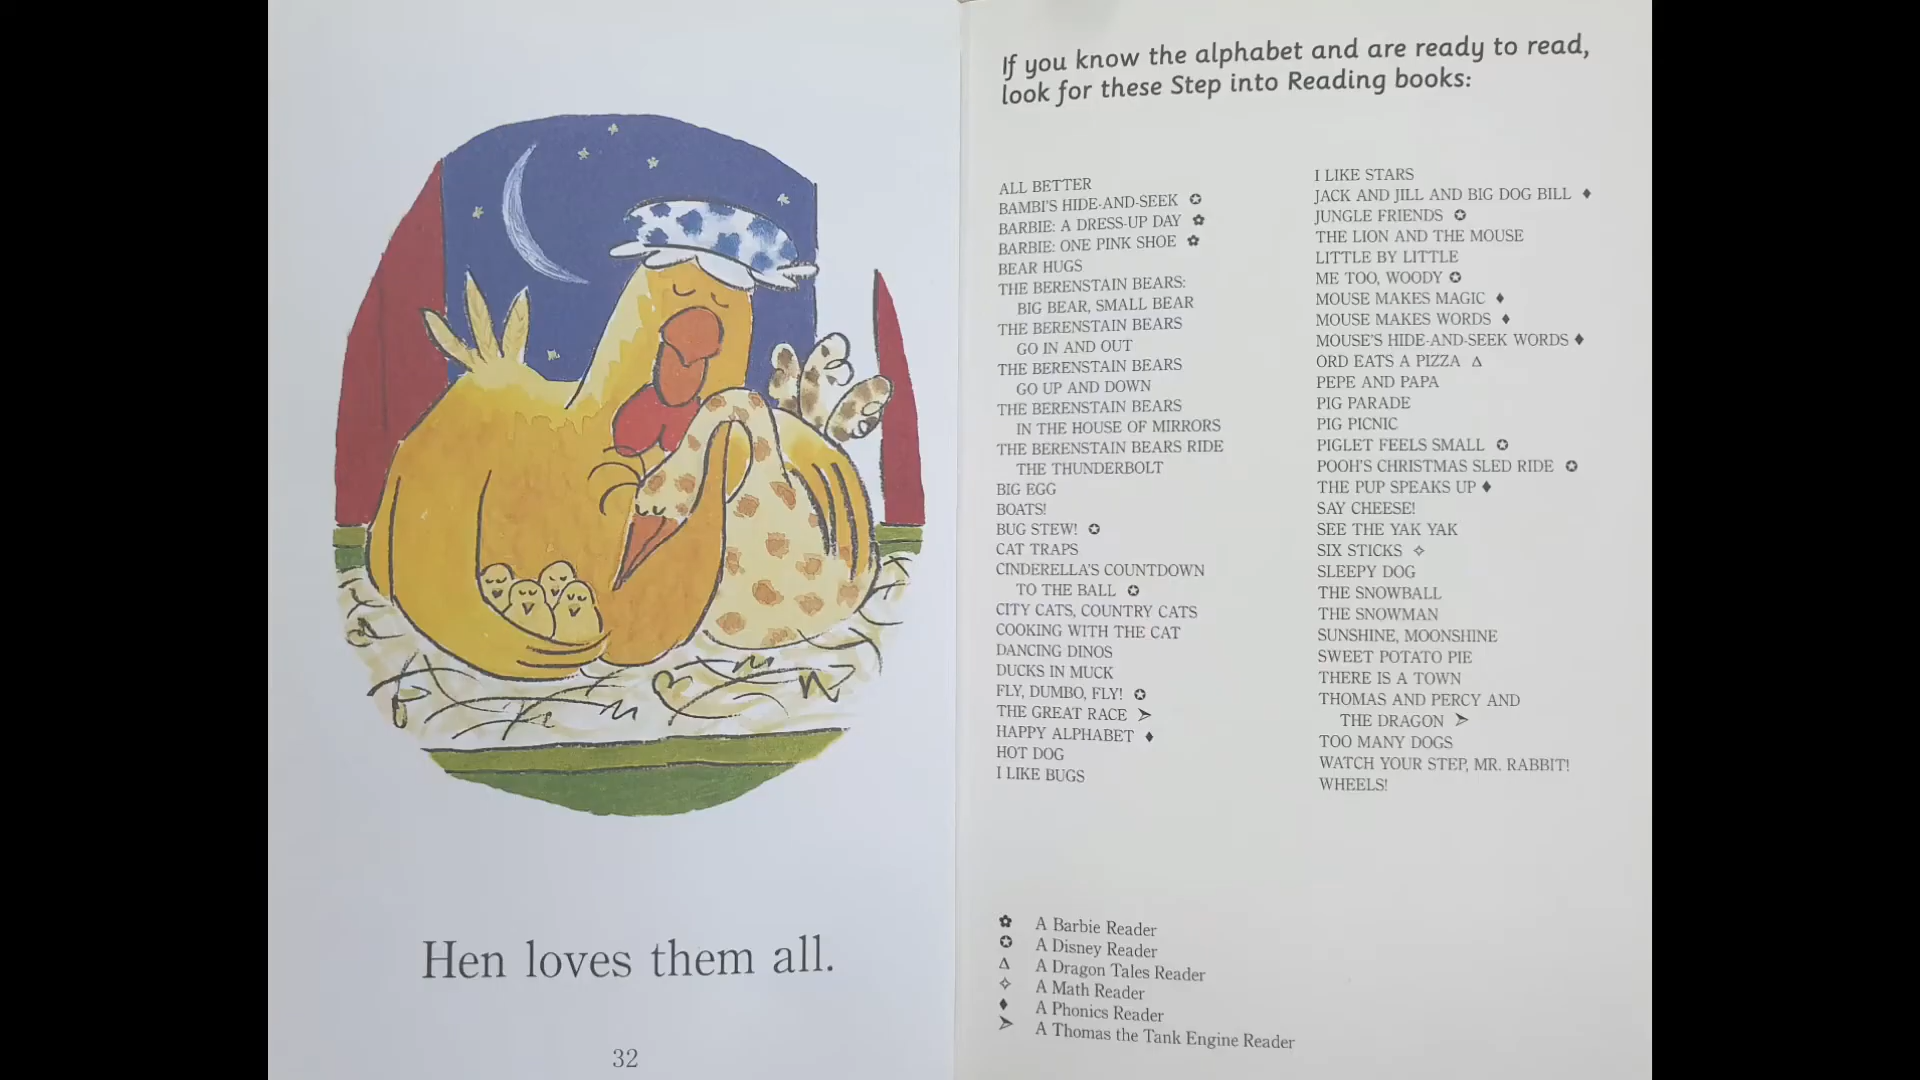 Hen loves them all.
32
If you know the alphabet and are ready to read,
look for these Step into Reading books:
ALL BETTER
BAMBI'S HIDE-AND-SEEK ✪
BARBIE: A DRESS-UP DAY ✿
BARBIE: ONE PINK SHOE ✿
BEAR HUGS
THE BERENSTAIN BEARS:
BIG BEAR, SMALL BEAR
THE BERENSTAIN BEARS
GO IN AND OUT
THE BERENSTAIN BEARS
GO UP AND DOWN
THE BERENSTAIN BEARS
IN THE HOUSE OF MIRRORS
THE BERENSTAIN BEARS RIDE
THE THUNDERBOLT
BIG EGG
BOATS!
BUG STEW! ✪
CAT TRAPS
CINDERELLA'S COUNTDOWN
TO THE BALL ✪
CITY CATS, COUNTRY CATS
COOKING WITH THE CAT
DANCING DINOS
DUCKS IN MUCK
FLY, DUMBO, FLY! ✪
THE GREAT RACE ➢
HAPPY ALPHABET ♦
HOT DOG
I LIKE BUGS
I LIKE STARS
JACK AND JILL AND BIG DOG BILL ♦
JUNGLE FRIENDS ✪
THE LION AND THE MOUSE
LITTLE BY LITTLE
ME TOO, WOODY ✪
MOUSE MAKES MAGIC ♦
MOUSE MAKES WORDS ♦
MOUSE'S HIDE-AND-SEEK WORDS ♦
ORD EATS A PIZZA ∆
PEPE AND PAPA
PIG PARADE
PIG PICNIC
PIGLET FEELS SMALL ✪
POOH'S CHRISTMAS SLED RIDE ✪
THE PUP SPEAKS UP ♦
SAY CHEESE!
SEE THE YAK YAK
SIX STICKS ✧
SLEEPY DOG
THE SNOWBALL
THE SNOWMAN
SUNSHINE, MOONSHINE
SWEET POTATO PIE
THERE IS A TOWN
THOMAS AND PERCY AND
THE DRAGON ➢
TOO MANY DOGS
WATCH YOUR STEP, MR. RABBIT!
WHEELS!
✿ A Barbie Reader
✪ A Disney Reader
∆ A Dragon Tales Reader
✧ A Math Reader
♦ A Phonics Reader
➢ A Thomas the Tank Engine Reader